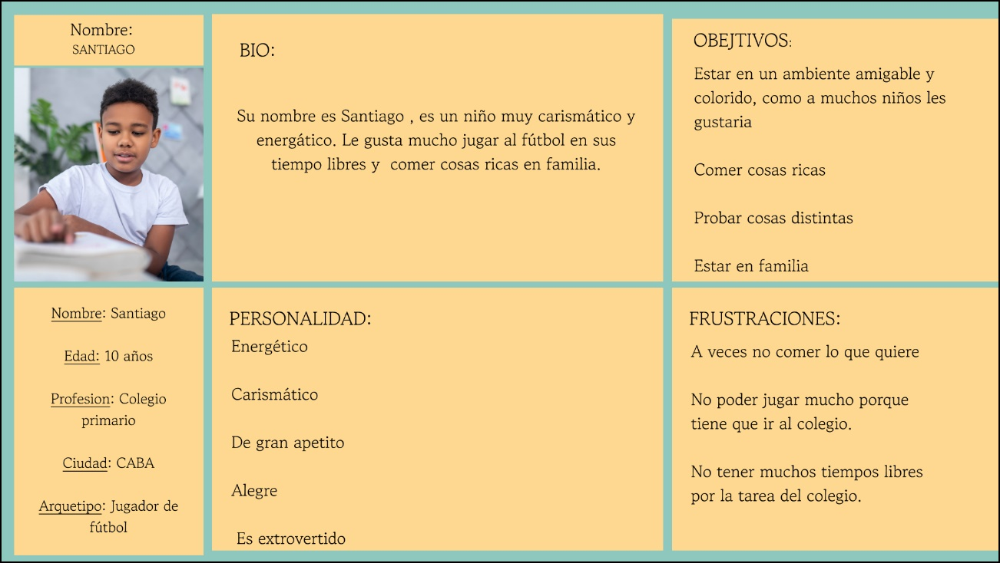 Nombre:
SANTIAGO
BIO:
Su nombre es Santiago , es un niño muy carismático y
energético. Le gusta mucho jugar al fútbol en sus
tiempo libres y  comer cosas ricas en familia.
OBEJTIVOS:
Estar en un ambiente amigable y
colorido, como a muchos niños les
gustaria
Comer cosas ricas
Probar cosas distintas
Estar en familia
Nombre: Santiago
Edad: 10 años
Profesion: Colegio
primario
Ciudad: CABA
Arquetipo: Jugador de
fútbol
PERSONALIDAD:
Energético
Carismático
De gran apetito
Alegre
Es extrovertido
FRUSTRACIONES:
A veces no comer lo que quiere
No poder jugar mucho porque
tiene que ir al colegio.
No tener muchos tiempos libres
por la tarea del colegio.